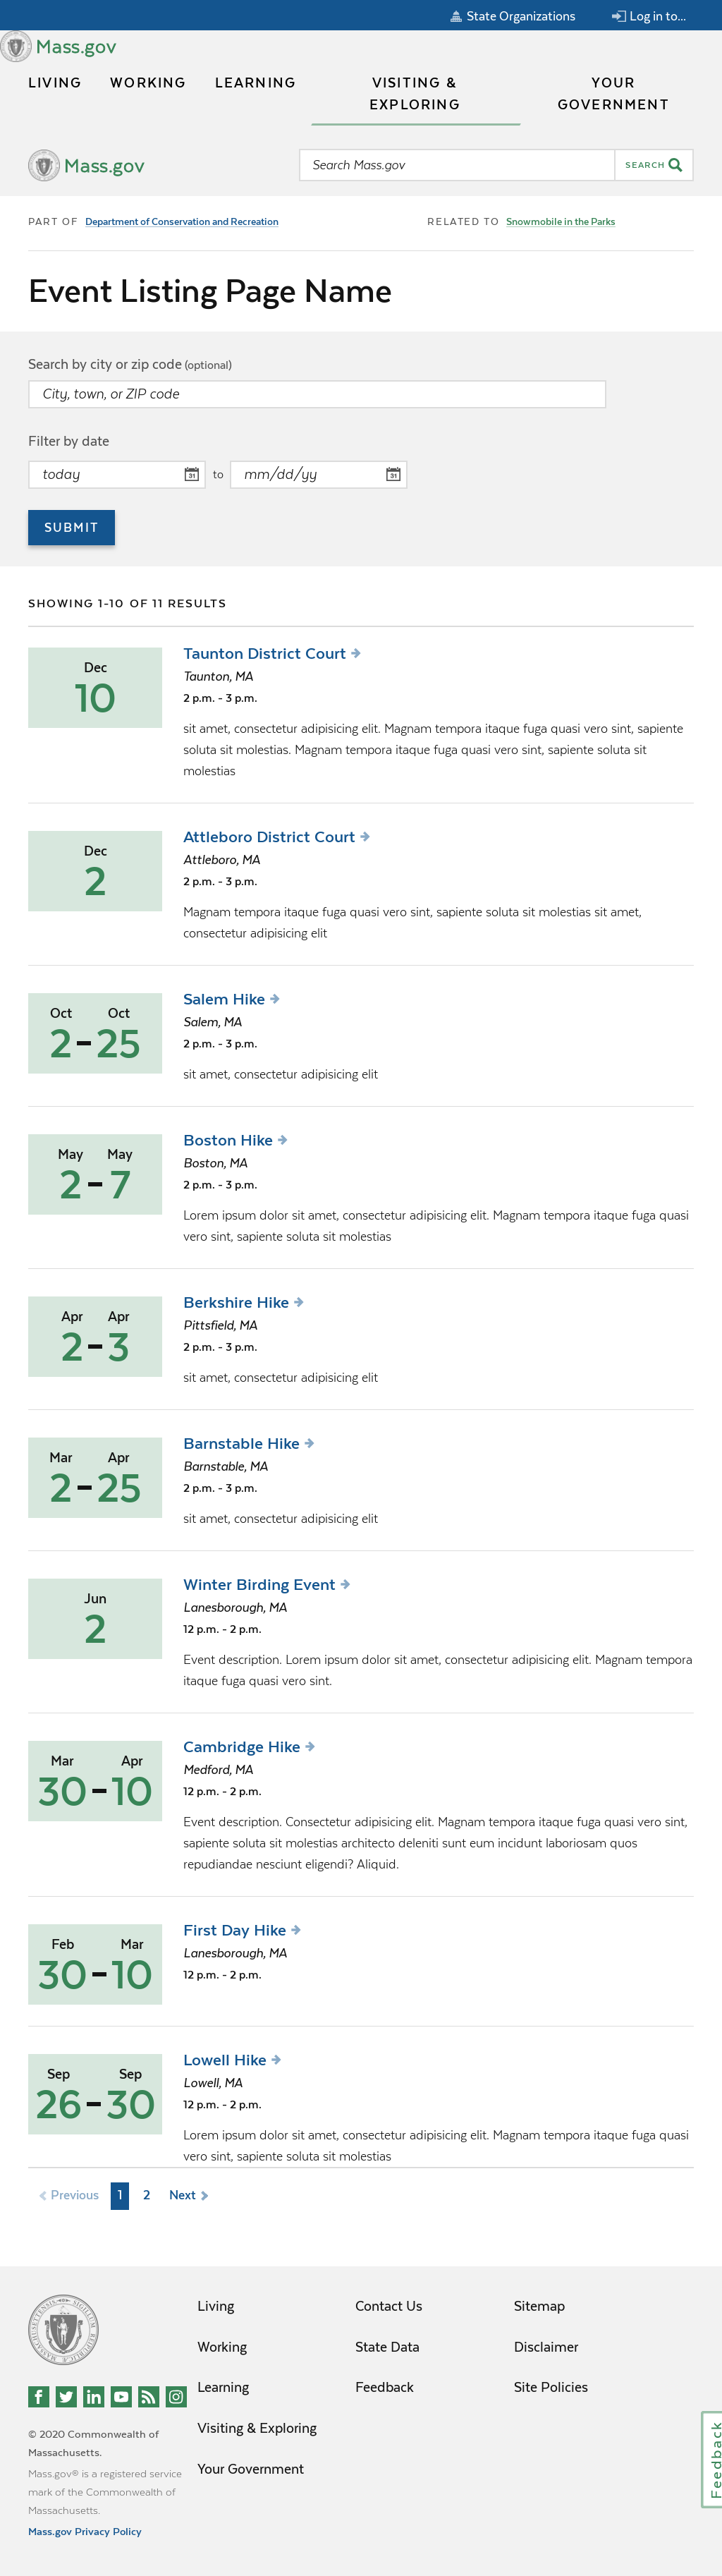 State Organizations
Log in to...
Mass.gov
LIVING
WORKING
LEARNING
VISITING &
EXPLORING
YOUR
GOVERNMENT
Mass.gov
Search Mass.gov
SEARCH
PART OF Department of Conservation and Recreation
RELATED TO Snowmobile in the Parks
Event Listing Page Name
Search by city or zip code (optional)
City, town, or ZIP code
Filter by date
today
31
to
mm/dd/yy
31
SUBMIT
SHOWING 1-10 OF 11 RESULTS
Dec
10
Taunton District Court
Taunton, MA
2 p.m. - 3 p.m.
sit amet, consectetur adipisicing elit. Magnam tempora itaque fuga quasi vero sint, sapiente
soluta sit molestias. Magnam tempora itaque fuga quasi vero sint, sapiente soluta sit
molestias
Dec
2
Attleboro District Court
Attleboro, MA
2 p.m. - 3 p.m.
Magnam tempora itaque fuga quasi vero sint, sapiente soluta sit molestias sit amet,
consectetur adipisicing elit
Oct Oct
2 - 25
Salem Hike
Salem, MA
2 p.m. - 3 p.m.
sit amet, consectetur adipisicing elit
May May
2 - 7
Boston Hike
Boston, MA
2 p.m. - 3 p.m.
Lorem ipsum dolor sit amet, consectetur adipisicing elit. Magnam tempora itaque fuga quasi
vero sint, sapiente soluta sit molestias
Apr Apr
2 - 3
Berkshire Hike
Pittsfield, MA
2 p.m. - 3 p.m.
sit amet, consectetur adipisicing elit
Mar Apr
2 - 25
Barnstable Hike
Barnstable, MA
2 p.m. - 3 p.m.
sit amet, consectetur adipisicing elit
Jun
2
Winter Birding Event
Lanesborough, MA
12 p.m. - 2 p.m.
Event description. Lorem ipsum dolor sit amet, consectetur adipisicing elit. Magnam tempora
itaque fuga quasi vero sint.
Mar Apr
30 - 10
Cambridge Hike
Medford, MA
12 p.m. - 2 p.m.
Event description. Consectetur adipisicing elit. Magnam tempora itaque fuga quasi vero sint,
sapiente soluta sit molestias architecto deleniti sunt eum incidunt laboriosam quos
repudiandae nesciunt eligendi? Aliquid.
Feb Mar
30 - 10
First Day Hike
Lanesborough, MA
12 p.m. - 2 p.m.
Sep Sep
26 - 30
Lowell Hike
Lowell, MA
12 p.m. - 2 p.m.
Lorem ipsum dolor sit amet, consectetur adipisicing elit. Magnam tempora itaque fuga quasi
vero sint, sapiente soluta sit molestias
Previous 1 2 Next
Living
Working
Learning
Visiting & Exploring
Your Government
Contact Us
State Data
Feedback
Sitemap
Disclaimer
Site Policies
© 2020 Commonwealth of
Massachusetts.
Mass.gov® is a registered service
mark of the Commonwealth of
Massachusetts.
Mass.gov Privacy Policy
Feedback